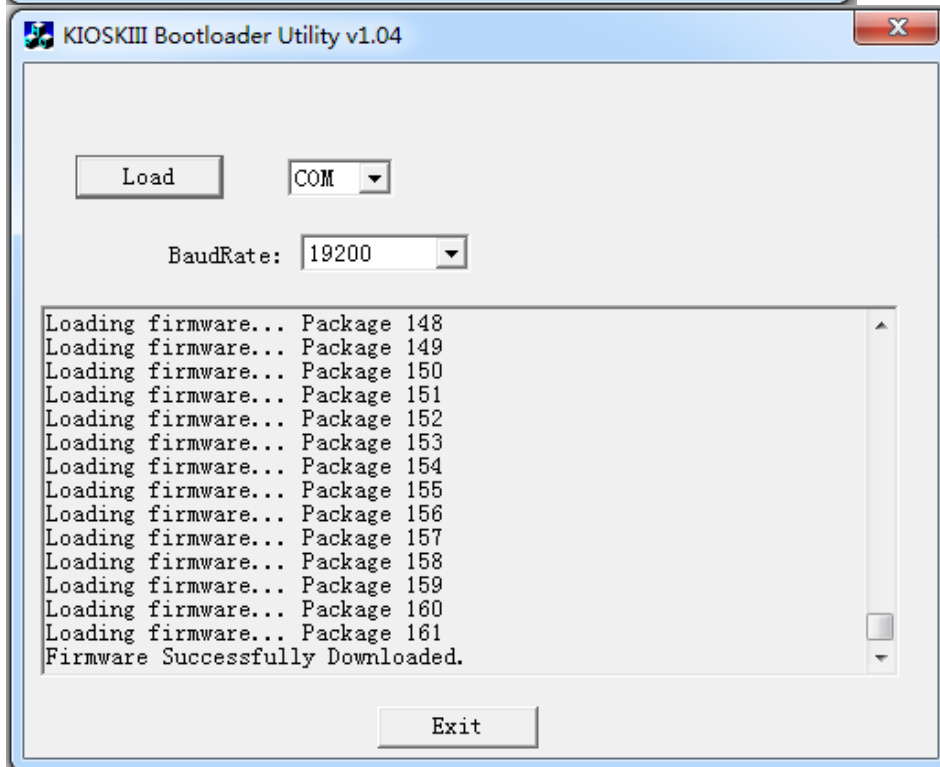 KIOSKIII Bootloader Utility v1.04
Load
COM
BaudRate:
19200
Loading firmware... Package 148
Loading firmware... Package 149
Loading firmware... Package 150
Loading firmware... Package 151
Loading firmware... Package 152
Loading firmware... Package 153
Loading firmware... Package 154
Loading firmware... Package 155
Loading firmware... Package 156
Loading firmware... Package 157
Loading firmware... Package 158
Loading firmware... Package 159
Loading firmware... Package 160
Loading firmware... Package 161
Firmware Successfully Downloaded.
Exit